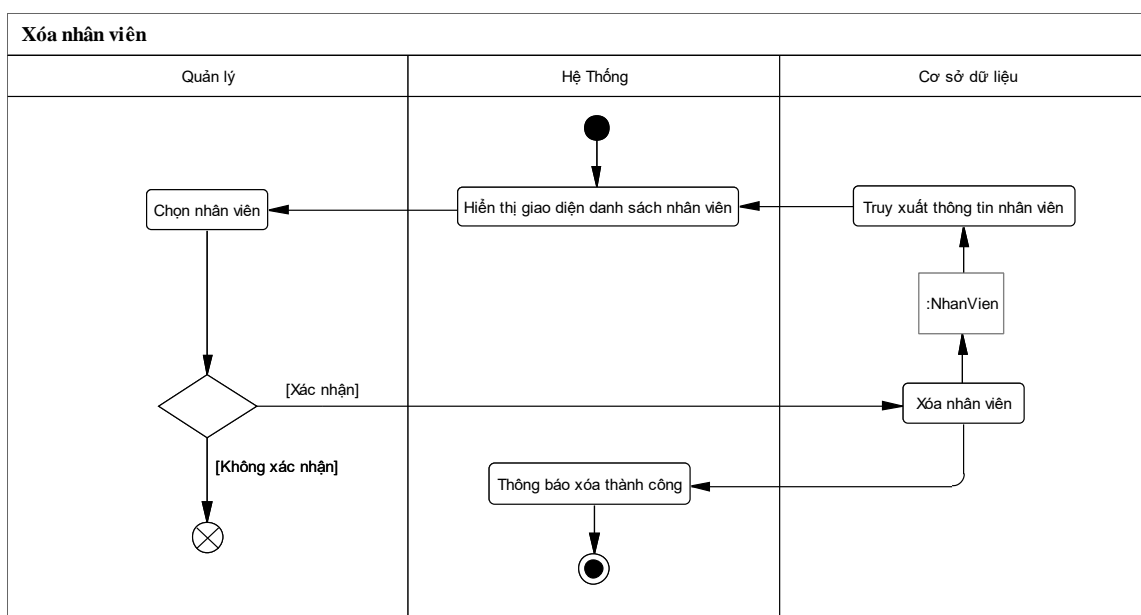 Xóa nhân viên
Quản lý
Hệ Thống
Cơ sở dữ liệu
Chọn nhân viên
Hiển thị giao diện danh sách nhân viên
Truy xuất thông tin nhân viên
:NhanVien
[Xác nhận]
Xóa nhân viên
[Không xác nhận]
Thông báo xóa thành công